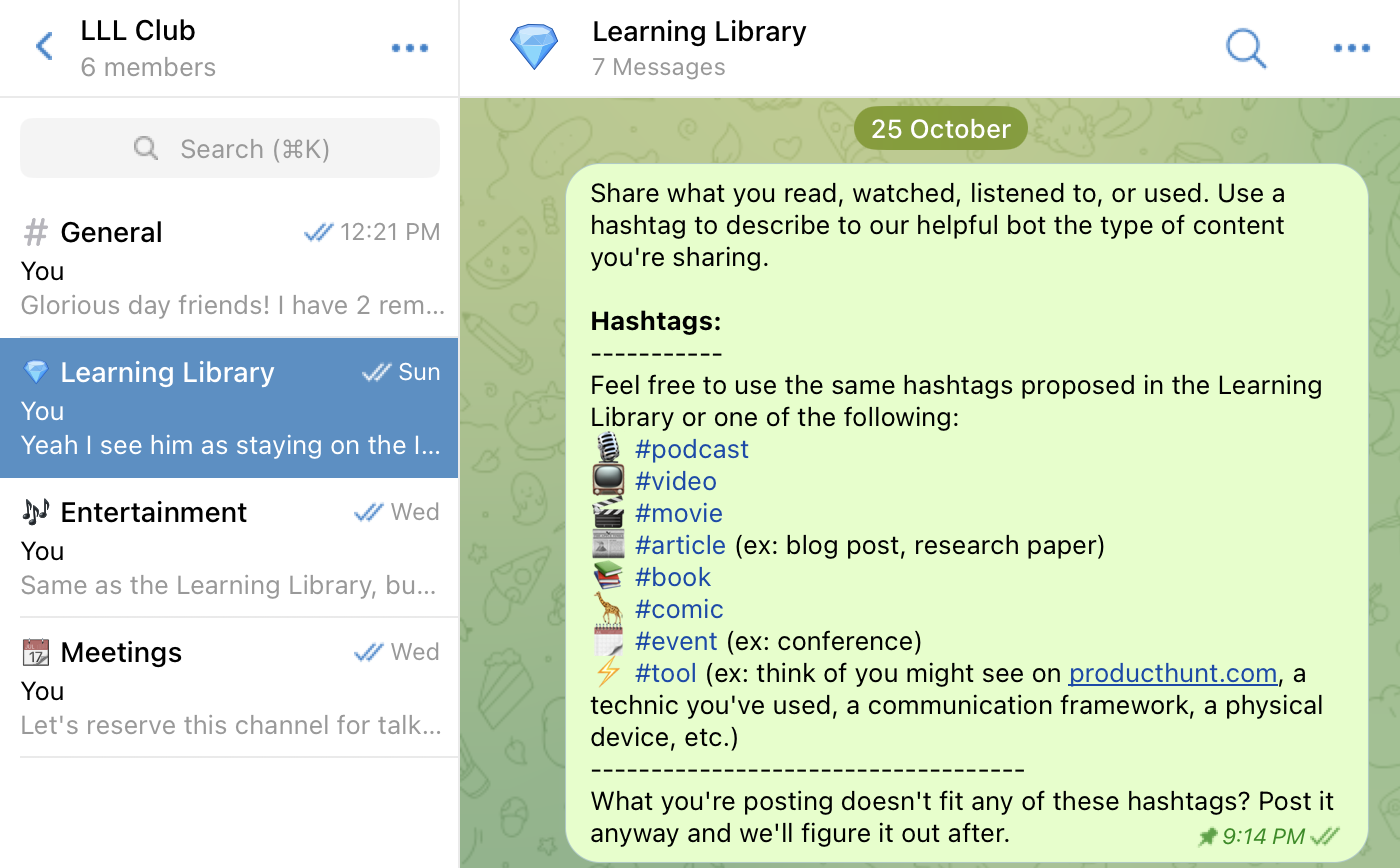 LLL Club
6 members
Search (⌘K)
General
12:21 PM
You
Glorious day friends! I have 2 rem...
Learning Library
Sun
You
Yeah I see him as staying on the l...
Entertainment
Wed
You
Same as the Learning Library, bu...
17
Meetings
Wed
You
Let's reserve this channel for talk...
Learning Library
7 Messages
25 October
Share what you read, watched, listened to, or used. Use a
hashtag to describe to our helpful bot the type of content
you're sharing.
Hashtags:
-----------
Feel free to use the same hashtags proposed in the Learning
Library or one of the following:
🎙 #podcast
📺 #video
🎬 #movie
📰 #article (ex: blog post, research paper)
📚 #book
🦒 #comic
🗓 #event (ex: conference)
⚡ #tool (ex: think of you might see on producthunt.com, a
technic you've used, a communication framework, a physical
device, etc.)
------------------------------------
What you're posting doesn't fit any of these hashtags? Post it
anyway and we'll figure it out after.
9:14 PM